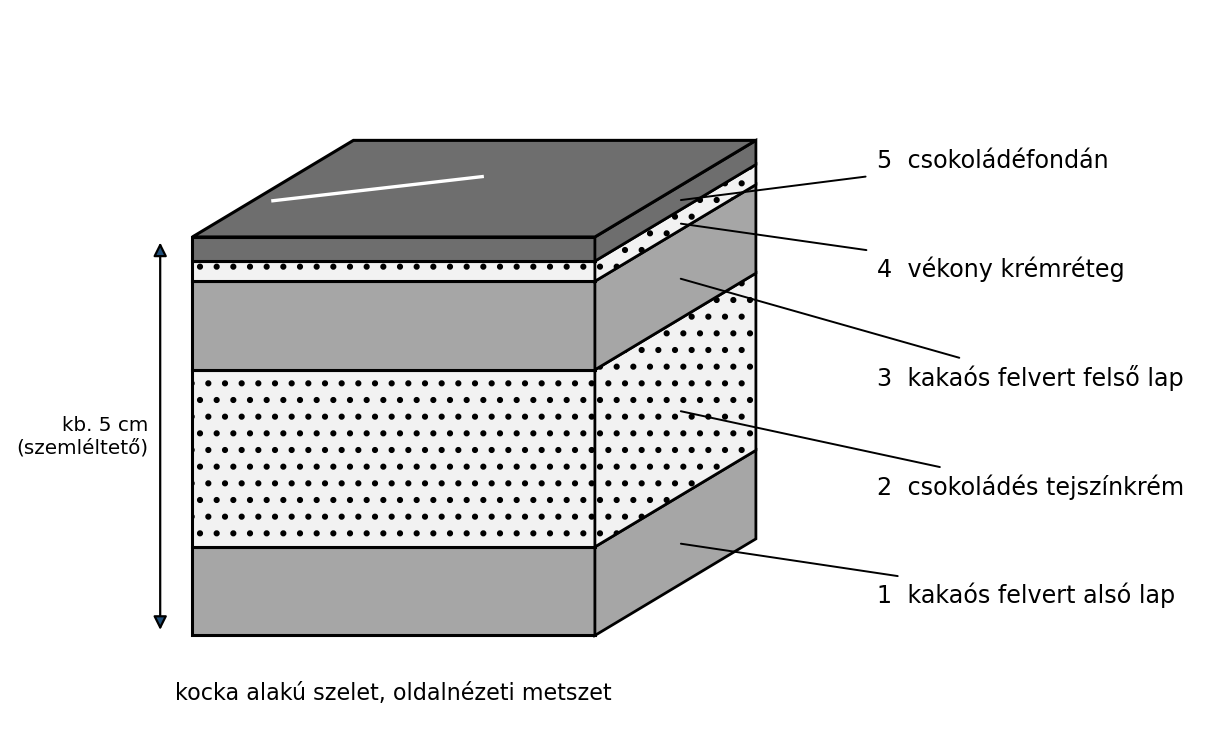 5  csokoládéfondán
4  vékony krémréteg
3  kakaós felvert felső lap
kb. 5 cm
(szemléltető)
2  csokoládés tejszínkrém
1  kakaós felvert alsó lap
kocka alakú szelet, oldalnézeti metszet